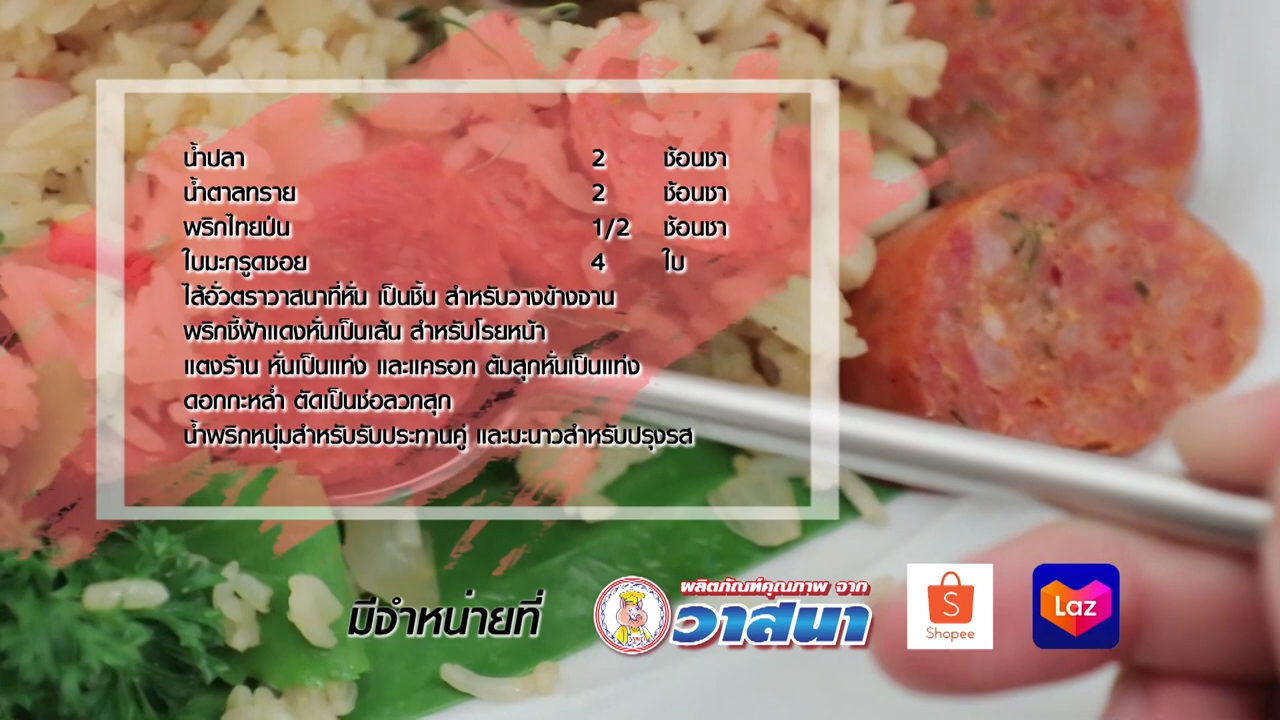 น้ำปลา 2 ช้อนชา
น้ำตาลทราย 2 ช้อนชา
พริกไทยป่น 1/2 ช้อนชา
ใบมะกรูดซอย 4 ใบ
ไส้อั่วตราวาสนาที่หั่น เป็นชิ้น สำหรับวางข้างจาน
พริกชี้ฟ้าแดงหั่นเป็นเส้น สำหรับโรยหน้า
แตงร้าน หั่นเป็นแท่ง และแครอท ต้มสุกหั่นเป็นแท่ง
ดอกกะหล่ำ ตัดเป็นช่อลวกสุก
น้ำพริกหนุ่มสำหรับรับประทานคู่ และมะนาวสำหรับปรุงรส
มีจำหน่ายที่
ผลิตภัณฑ์คุณภาพ จาก
วาสนา
Shopee
Laz